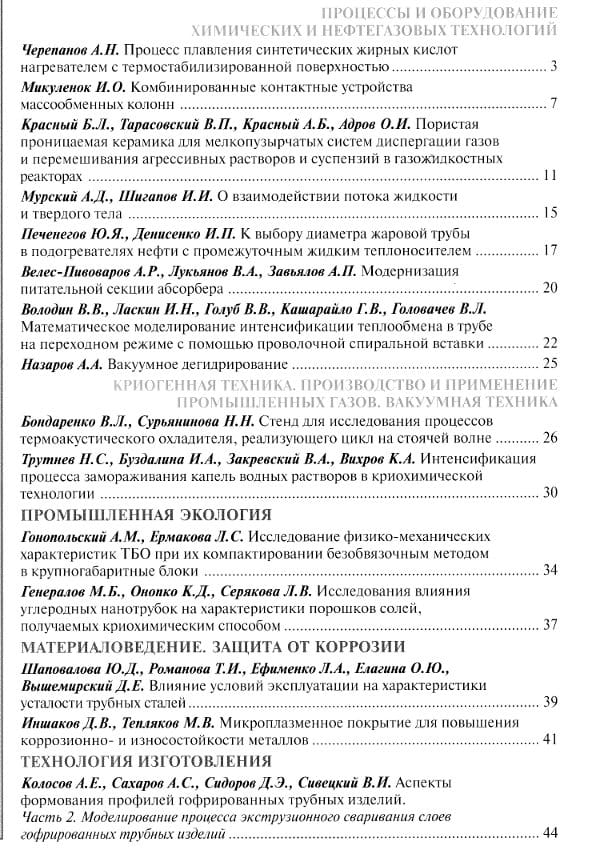 ПРОЦЕССЫ И ОБОРУДОВАНИЕ
ХИМИЧЕСКИХ И НЕФТЕГАЗОВЫХ ТЕХНОЛОГИЙ
Черепанов А.Н. Процесс плавления синтетических жирных кислот
нагревателем с термостабилизированной поверхностью ... 3
Микуленок И.О. Комбинированные контактные устройства
массообменных колонн ... 7
Красный Б.Л., Тарасовский В.П., Красный А.Б., Адров О.И. Пористая
проницаемая керамика для мелкопузырчатых систем диспергации газов
и перемешивания агрессивных растворов и суспензий в газожидкостных
реакторах ... 11
Мурский А.Д., Шигапов И.И. О взаимодействии потока жидкости
и твердого тела ... 15
Печенегов Ю.Я., Денисенко И.П. К выбору диаметра жаровой трубы
в подогревателях нефти с промежуточным жидким теплоносителем ... 17
Велес-Пивоваров А.Р., Лукьянов В.А., Завьялов А.П. Модернизация
питательной секции абсорбера ... 20
Володин В.В., Ласкин И.Н., Голуб В.В., Кашарайло Г.В., Головачев В.Л.
Математическое моделирование интенсификации теплообмена в трубе
на переходном режиме с помощью проволочной спиральной вставки ... 22
Назаров А.А. Вакуумное дегидрирование ... 25
КРИОГЕННАЯ ТЕХНИКА. ПРОИЗВОДСТВО И ПРИМЕНЕНИЕ
ПРОМЫШЛЕННЫХ ГАЗОВ. ВАКУУМНАЯ ТЕХНИКА
Бондаренко В.Л., Сурьянинова Н.Н. Стенд для исследования процессов
термоакустического охладителя, реализующего цикл на стоячей волне ... 26
Трутнев Н.С., Буздалина И.А., Закревский В.А., Вихров К.А. Интенсификация
процесса замораживания капель водных растворов в криохимической
технологии ... 30
ПРОМЫШЛЕННАЯ ЭКОЛОГИЯ
Гонопольский А.М., Ермакова Л.С. Исследование физико-механических
характеристик ТБО при их компактировании безобвязочным методом
в крупногабаритные блоки ... 34
Генералов М.Б., Онопко К.Д., Серякова Л.В. Исследования влияния
углеродных нанотрубок на характеристики порошков солей,
получаемых криохимическим способом ... 37
МАТЕРИАЛОВЕДЕНИЕ. ЗАЩИТА ОТ КОРРОЗИИ
Шаповалова Ю.Д., Романова Т.И., Ефименко Л.А., Елагина О.Ю.,
Вышемирский Д.Е. Влияние условий эксплуатации на характеристики
усталости трубных сталей ... 39
Иншаков Д.В., Тепляков М.В. Микроплазменное покрытие для повышения
коррозионно- и износостойкости металлов ... 41
ТЕХНОЛОГИЯ ИЗГОТОВЛЕНИЯ
Колосов А.Е., Сахаров А.С., Сидоров Д.Э., Сивецкий В.И. Аспекты
формования профилей гофрированных трубных изделий.
Часть 2. Моделирование процесса экструзионного сваривания слоев
гофрированных трубных изделий ... 44